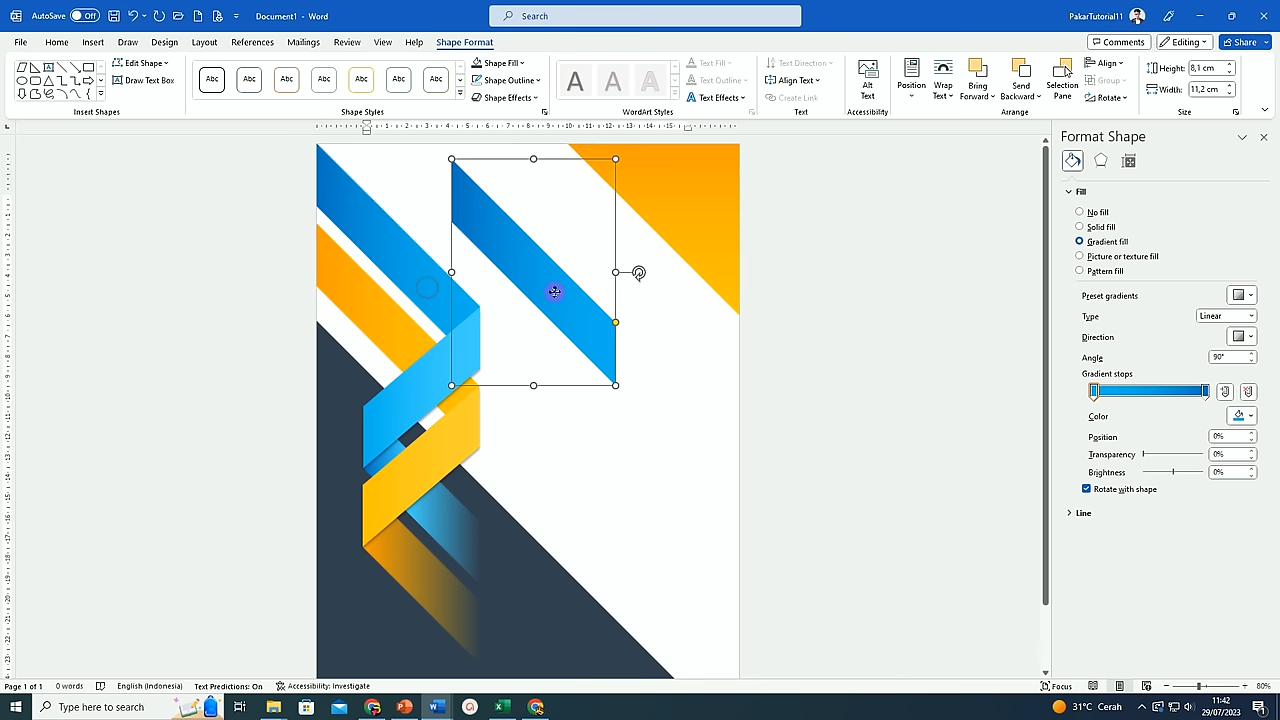 AutoSave Off Document1 - Word Search PakarTutorial11
File Home Insert Draw Design Layout References Mailings Review View Help Shape Format Comments Editing Share
Edit Shape
Draw Text Box
Insert Shapes
Abc Abc Abc Abc Abc Abc Abc
Shape Fill
Shape Outline
Shape Effects
Shape Styles
A A A
Text Fill
Text Outline
Text Effects
WordArt Styles
Text Direction
Align Text
Create Link
Text
Alt Text
Accessibility
Position
Wrap Text
Bring Forward
Send Backward
Selection Pane
Align
Group
Rotate
Arrange
Height: 8,1 cm
Width: 11,2 cm
Size
Format Shape
Fill
No fill
Solid fill
Gradient fill
Picture or texture fill
Pattern fill
Preset gradients
Type Linear
Direction
Angle 90°
Gradient stops
Color
Position 0%
Transparency 0%
Brightness 0%
Rotate with shape
Line
Page 1 of 1 0 words English (Indonesia) Text Predictions: On Accessibility: Investigate Focus 80%
Type here to search 31°C Cerah 11:42
29/07/2023